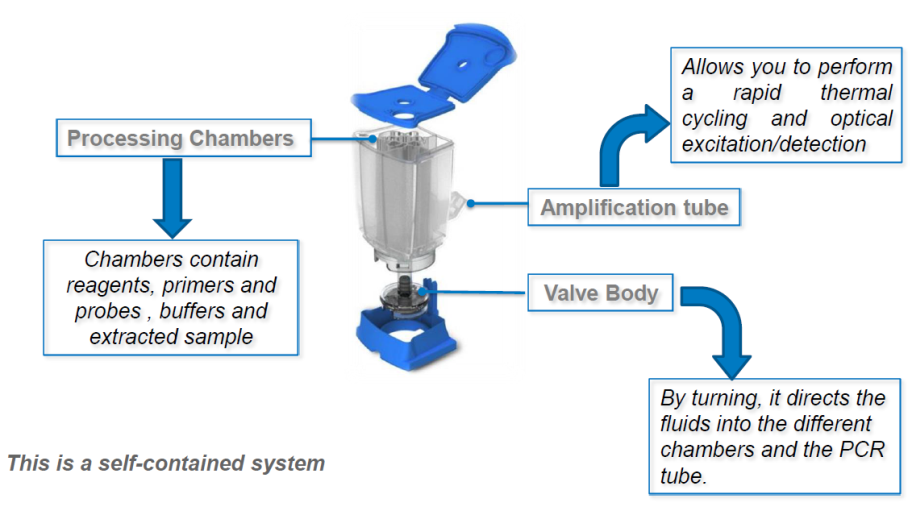 Allows you to perform
a rapid thermal
cycling and optical
excitation/detection
Processing Chambers
Amplification tube
Chambers contain
reagents, primers and
probes , buffers and
extracted sample
Valve Body
By turning, it directs the
fluids into the different
chambers and the PCR
tube.
This is a self-contained system